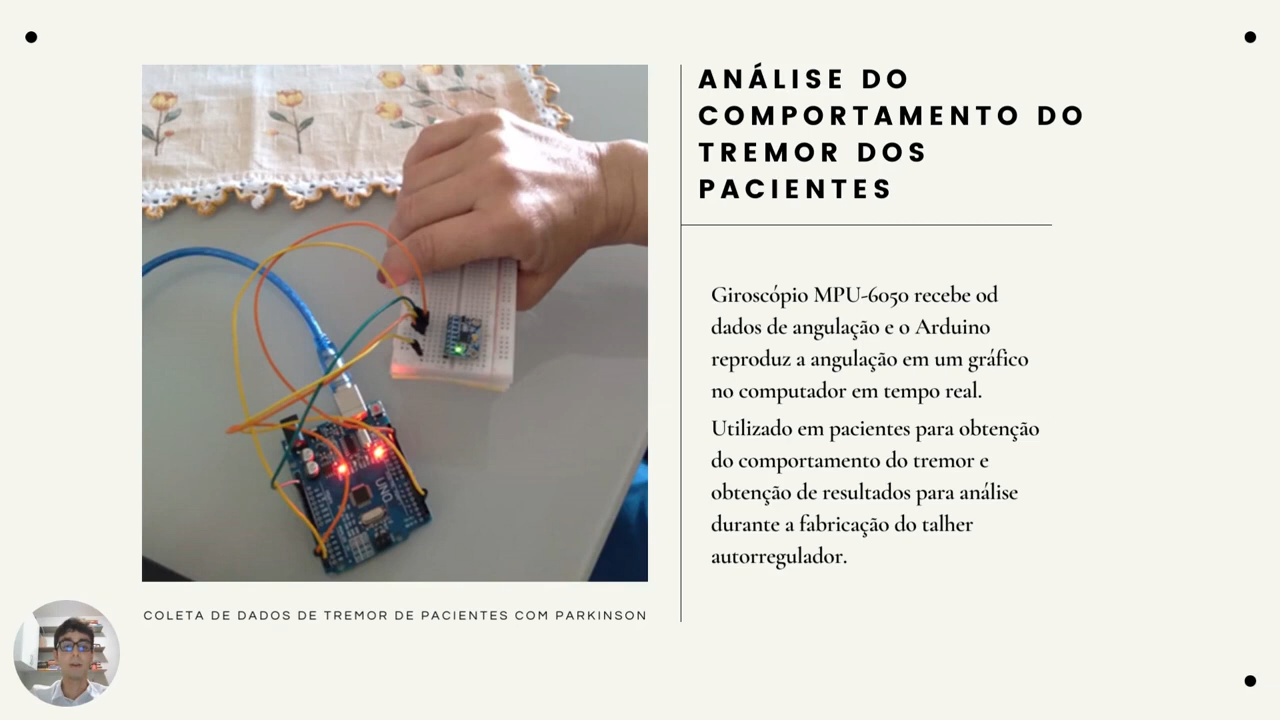 ANÁLISE DO
COMPORTAMENTO DO
TREMOR DOS
PACIENTES
Giroscópio MPU-6050 recebe od
dados de angulação e o Arduino
reproduz a angulação em um gráfico
no computador em tempo real.
Utilizado em pacientes para obtenção
do comportamento do tremor e
obtenção de resultados para análise
durante a fabricação do talher
autorregulador.
UNO
COLETA DE DADOS DE TREMOR DE PACIENTES COM PARKINSON